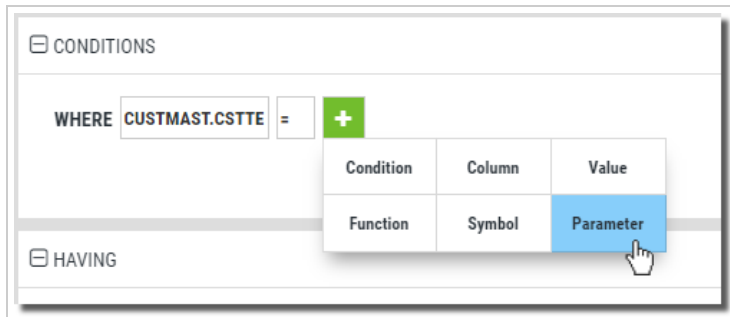 CONDITIONS
WHERE CUSTMAST.CSTTE = +
Condition Column Value
Function Symbol Parameter
HAVING